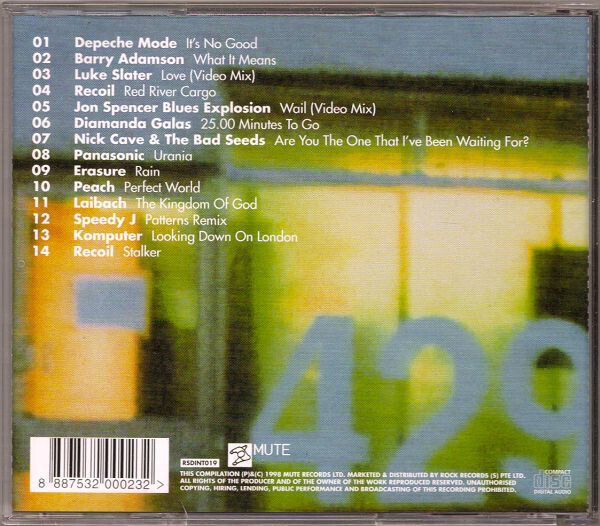 01 Depeche Mode It's No Good
02 Barry Adamson What It Means
03 Luke Slater Love (Video Mix)
04 Recoil Red River Cargo
05 Jon Spencer Blues Explosion Wail (Video Mix)
06 Diamanda Galas 25.00 Minutes To Go
07 Nick Cave & The Bad Seeds Are You The One That I've Been Waiting For?
08 Panasonic Urania
09 Erasure Rain
10 Peach Perfect World
11 Laibach The Kingdom Of God
12 Speedy J Patterns Remix
13 Komputer Looking Down On London
14 Recoil Stalker
429
8 887532 000232 >
RSDINT019
MUTE
THIS COMPILATION (P)&(C) 1998 MUTE RECORDS LTD. MARKETED & DISTRIBUTED BY ROCK RECORDS (S) PTE LTD.
ALL RIGHTS OF THE PRODUCER AND OF THE OWNER OF THE WORK REPRODUCED RESERVED. UNAUTHORISED
COPYING, HIRING, LENDING, PUBLIC PERFORMANCE AND BROADCASTING OF THIS RECORDING PROHIBITED.
COMPACT
disc
DIGITAL AUDIO